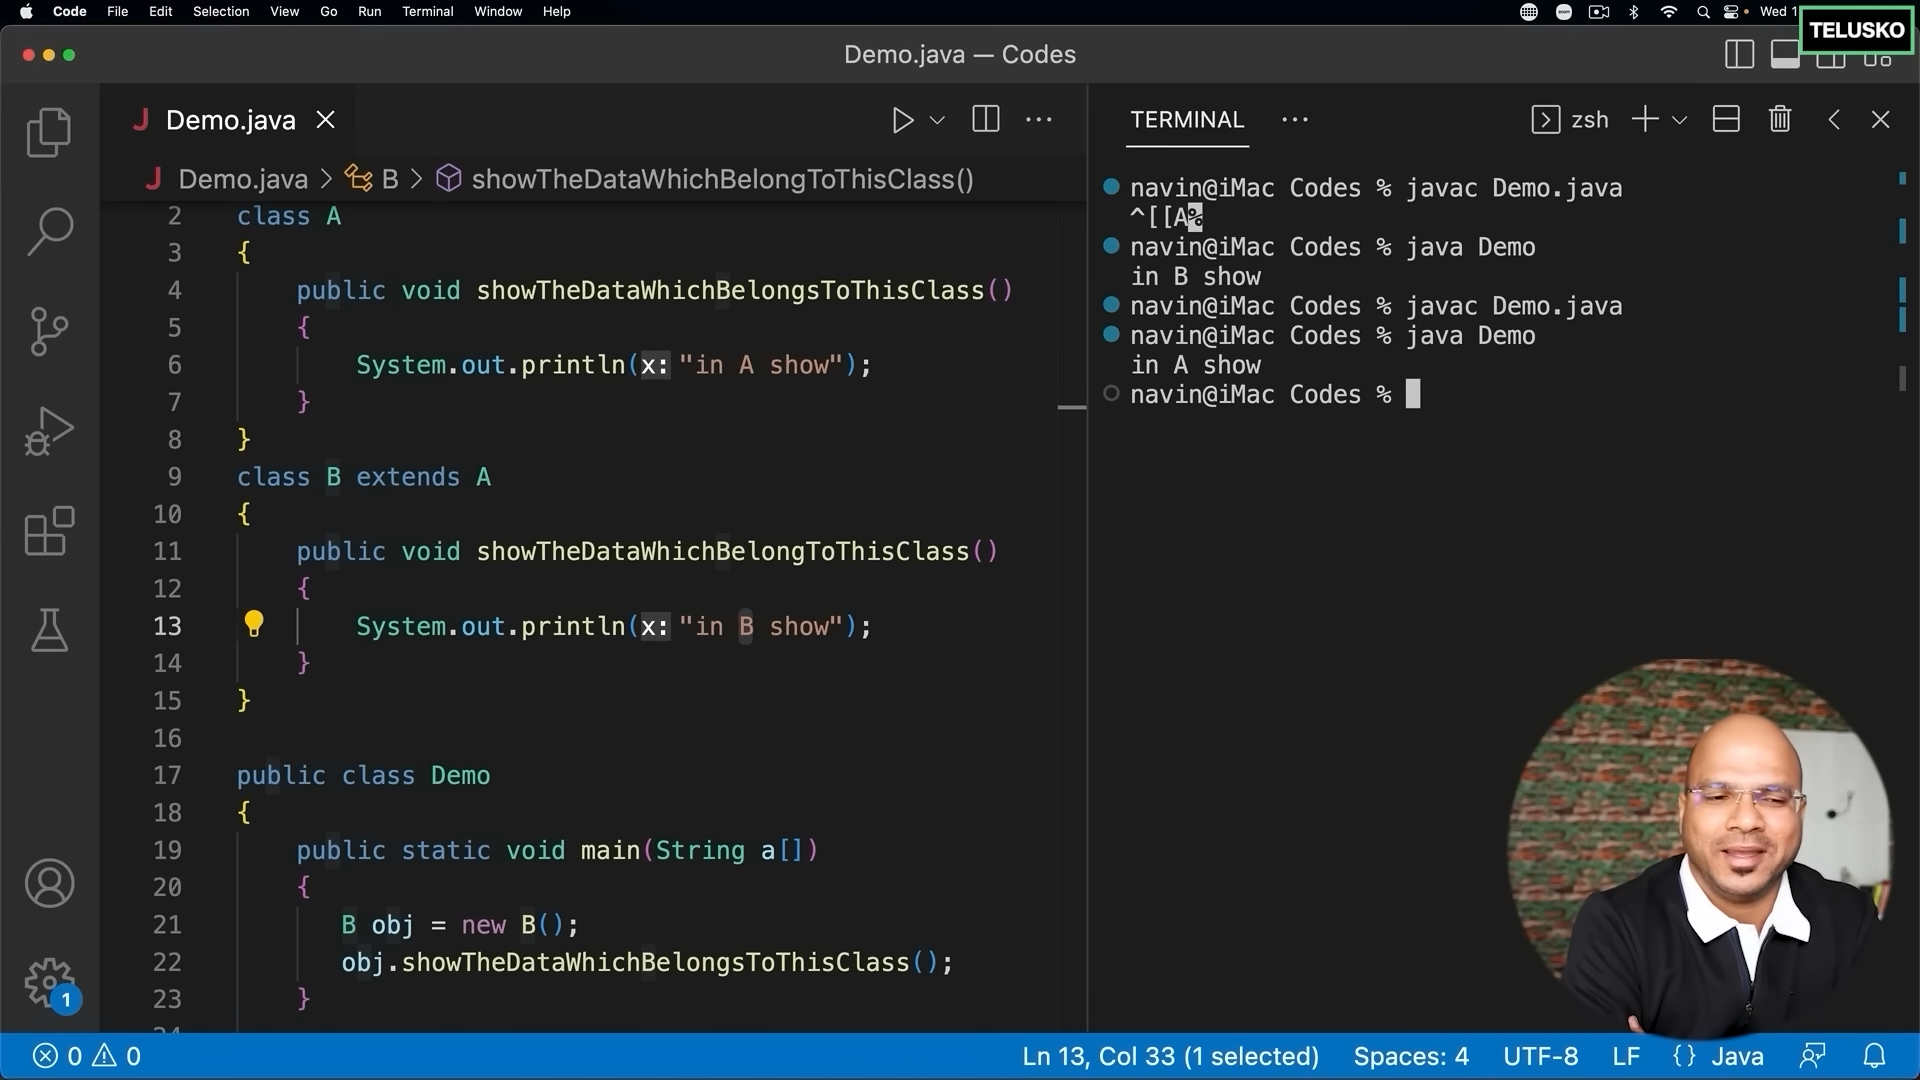 Code File Edit Selection View Go Run Terminal Window Help
zoom
Wed 1
TELUSKO
Demo.java — Codes
J Demo.java
J Demo.java > B > showTheDataWhichBelongToThisClass()
2 class A
3 {
4 public void showTheDataWhichBelongsToThisClass()
5 {
6 System.out.println(x: "in A show");
7 }
8 }
9 class B extends A
10 {
11 public void showTheDataWhichBelongToThisClass()
12 {
13 System.out.println(x: "in B show");
14 }
15 }
16
17 public class Demo
18 {
19 public static void main(String a[])
20 {
21 B obj = new B();
22 obj.showTheDataWhichBelongsToThisClass();
23 }
TERMINAL ··· zsh
navin@iMac Codes % javac Demo.java
^[[A%
navin@iMac Codes % java Demo
in B show
navin@iMac Codes % javac Demo.java
navin@iMac Codes % java Demo
in A show
navin@iMac Codes %
1
0 0 Ln 13, Col 33 (1 selected) Spaces: 4 UTF-8 LF {} Java